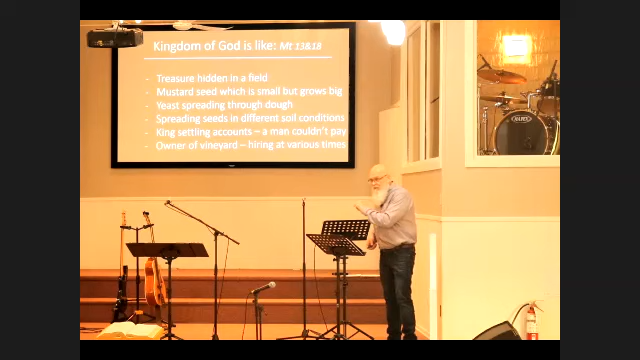 Kingdom of God is like: Mt 13&18
- Treasure hidden in a field
- Mustard seed which is small but grows big
- Yeast spreading through dough
- Spreading seeds in different soil conditions
- King settling accounts – a man couldn't pay
- Owner of vineyard – hiring at various times
MAPEX